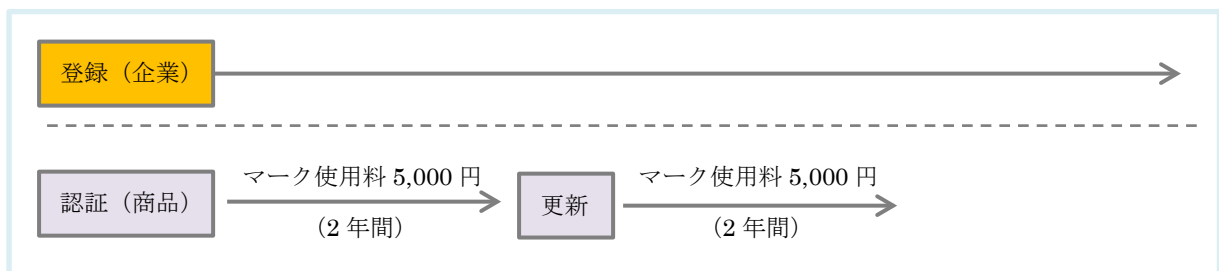 登録（企業）
認証（商品）
マーク使用料 5,000 円
（2 年間）
更新
マーク使用料 5,000 円
（2 年間）